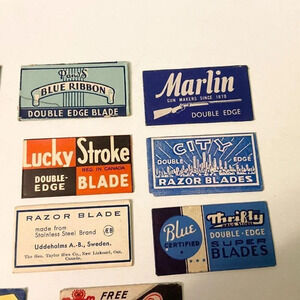 BLUE RIBBON
DOUBLE EDGE BLADE
Marlin
GUN MAKERS SINCE 1870
DOUBLE EDGE
Lucky Stroke
REG. IN CANADA
DOUBLE-
EDGE
BLADE
CITY
DOUBLE EDGE
RAZOR BLADES
RAZOR BLADE
made from
Stainless Steel Brand
Uddeholms A.-B., Sweden.
Blue
CERTIFIED
Thrifty
DOUBLE-EDGE
SUPER
BLADES
FREE